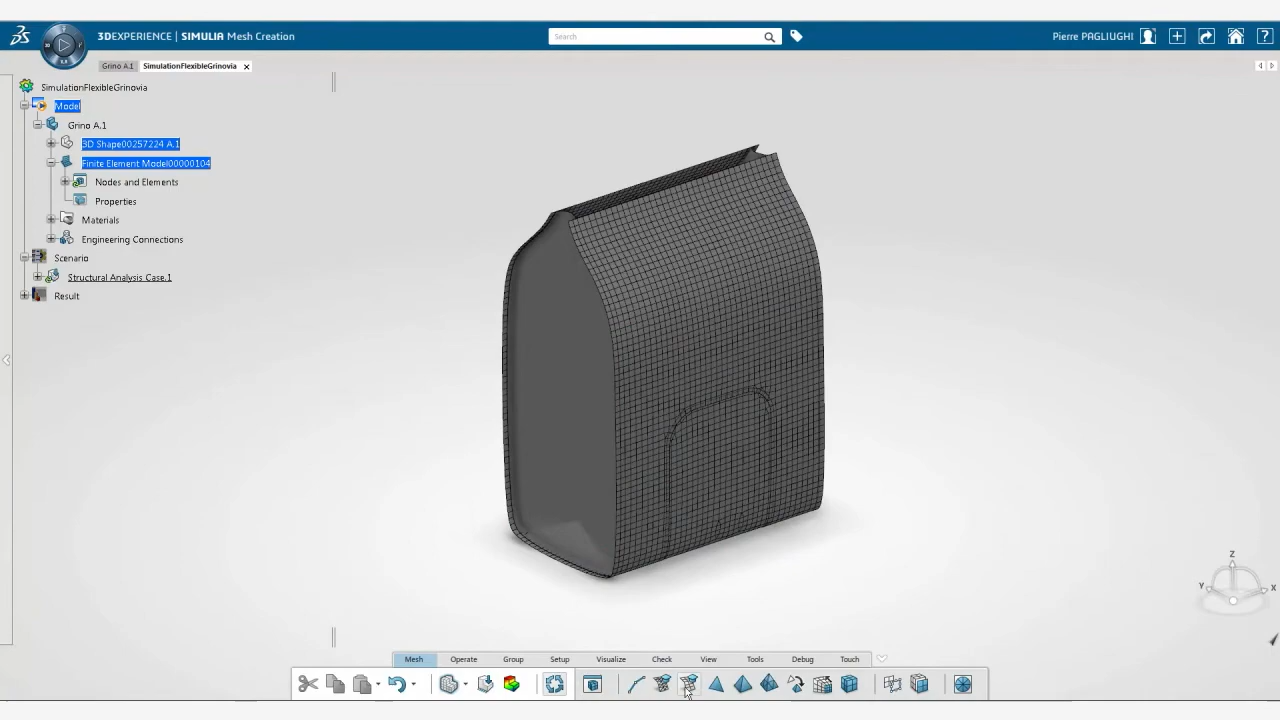 3DEXPERIENCE | SIMULIA Mesh Creation
Search
Pierre PAGLIUGHI
Grino A.1
SimulationFlexibleGrinovia
SimulationFlexibleGrinovia
Model
Grino A.1
3D Shape00257224 A.1
Finite Element Model00000104
Nodes and Elements
Properties
Materials
Engineering Connections
Scenario
Structural Analysis Case.1
Result
Z
Y
X
Mesh
Operate
Group
Setup
Visualize
Check
View
Tools
Debug
Touch